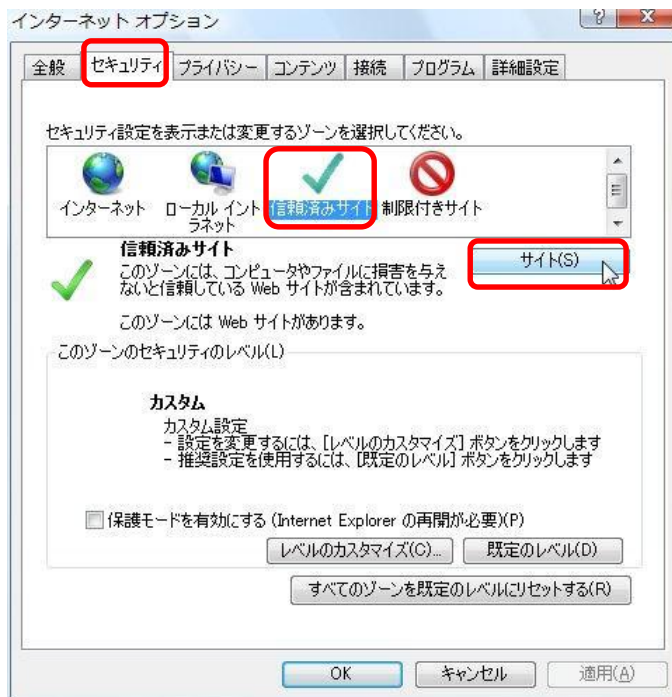 インターネット オプション
全般 セキュリティ プライバシー コンテンツ 接続 プログラム 詳細設定
セキュリティ設定を表示または変更するゾーンを選択してください。
インターネット ローカル イントラネット 信頼済みサイト 制限付きサイト
信頼済みサイト
サイト(S)
このゾーンには、コンピュータやファイルに損害を与え
ないと信頼している Web サイトが含まれています。
このゾーンには Web サイトがあります。
このゾーンのセキュリティのレベル(L)
カスタム
カスタム設定
- 設定を変更するには、[レベルのカスタマイズ] ボタンをクリックします
- 推奨設定を使用するには、[既定のレベル] ボタンをクリックします
保護モードを有効にする (Internet Explorer の再開が必要)(P)
レベルのカスタマイズ(C)... 既定のレベル(D)
すべてのゾーンを既定のレベルにリセットする(R)
OK キャンセル 適用(A)